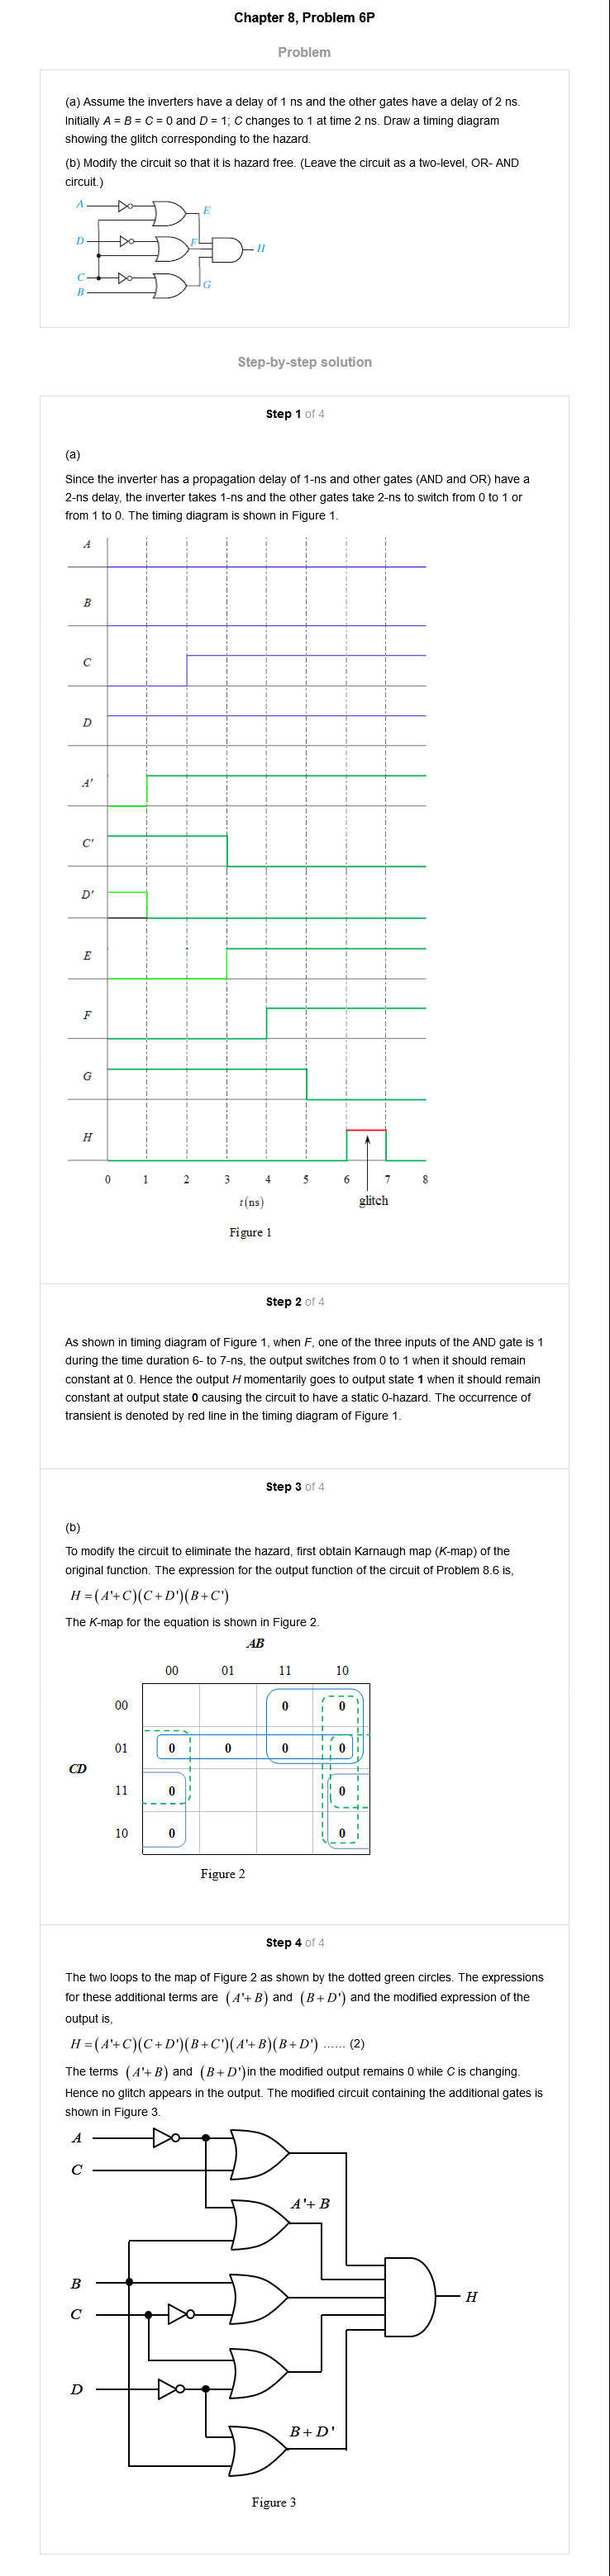 Chapter 8, Problem 6P
Problem
(a) Assume the inverters have a delay of 1 ns and the other gates have a delay of 2 ns.
Initially A = B = C = 0 and D = 1; C changes to 1 at time 2 ns. Draw a timing diagram
showing the glitch corresponding to the hazard.
(b) Modify the circuit so that it is hazard free. (Leave the circuit as a two-level, OR- AND
circuit.)
A
E
D
F
H
C
G
B
Step-by-step solution
Step 1 of 4
(a)
Since the inverter has a propagation delay of 1-ns and other gates (AND and OR) have a
2-ns delay, the inverter takes 1-ns and the other gates take 2-ns to switch from 0 to 1 or
from 1 to 0. The timing diagram is shown in Figure 1.
A
B
C
D
A'
C'
D'
E
F
G
H
0 1 2 3 4 5 6 7 8
t(ns)
glitch
Figure 1
Step 2 of 4
As shown in timing diagram of Figure 1, when F, one of the three inputs of the AND gate is 1
during the time duration 6- to 7-ns, the output switches from 0 to 1 when it should remain
constant at 0. Hence the output H momentarily goes to output state 1 when it should remain
constant at output state 0 causing the circuit to have a static 0-hazard. The occurrence of
transient is denoted by red line in the timing diagram of Figure 1.
Step 3 of 4
(b)
To modify the circuit to eliminate the hazard, first obtain Karnaugh map (K-map) of the
original function. The expression for the output function of the circuit of Problem 8.6 is,
H=(A'+C)(C+D')(B+C')
The K-map for the equation is shown in Figure 2.
AB
00 01 11 10
00 0 0
01 0 0 0 0
CD
11 0 0
10 0 0
Figure 2
Step 4 of 4
The two loops to the map of Figure 2 as shown by the dotted green circles. The expressions
for these additional terms are (A'+B) and (B+D') and the modified expression of the
output is,
H=(A'+C)(C+D')(B+C')(A'+B)(B+D') ...... (2)
The terms (A'+B) and (B+D')in the modified output remains 0 while C is changing.
Hence no glitch appears in the output. The modified circuit containing the additional gates is
shown in Figure 3.
A
C
A'+B
B
H
C
D
B+D'
Figure 3